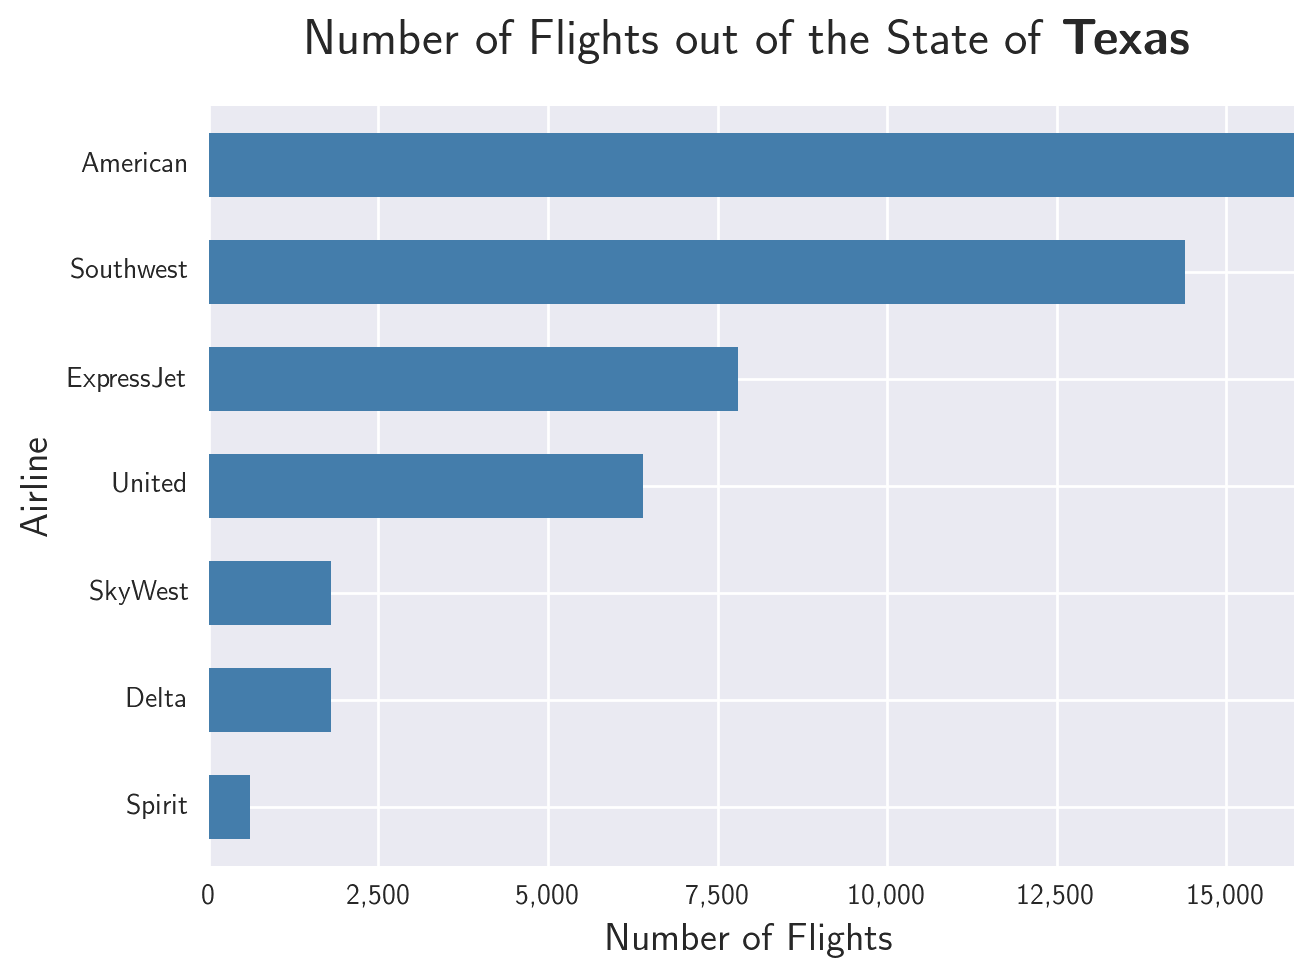 Number of Flights out of the State of Texas
American
Southwest
ExpressJet
United
SkyWest
Delta
Spirit
Airline
0 2,500 5,000 7,500 10,000 12,500 15,000
Number of Flights